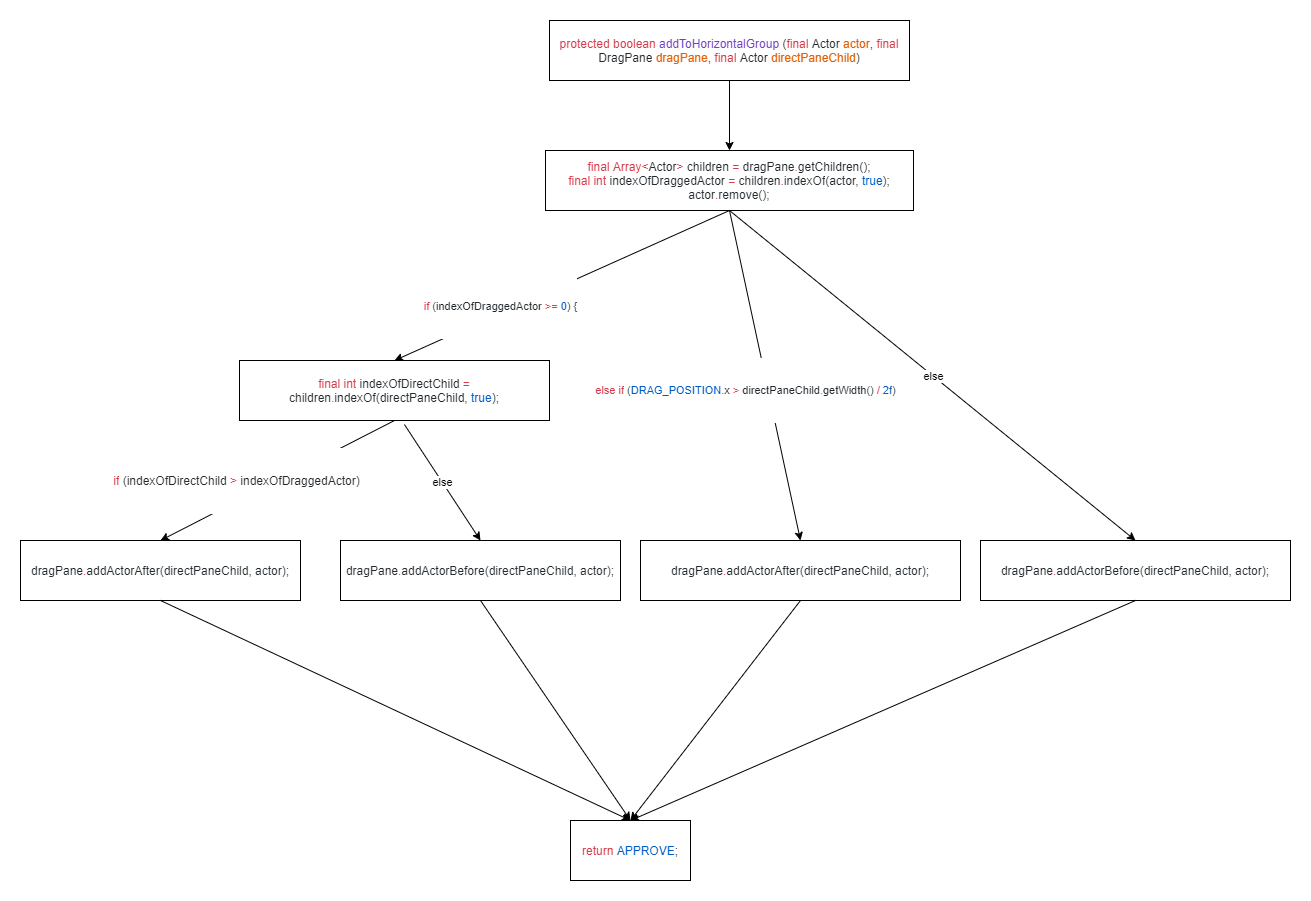 protected boolean addToHorizontalGroup (final Actor actor, final
DragPane dragPane, final Actor directPaneChild)
final Array<Actor> children = dragPane.getChildren();
final int indexOfDraggedActor = children.indexOf(actor, true);
actor.remove();
if (indexOfDraggedActor >= 0) {
final int indexOfDirectChild =
children.indexOf(directPaneChild, true);
else if (DRAG_POSITION.x > directPaneChild.getWidth() / 2f)
else
if (indexOfDirectChild > indexOfDraggedActor)
else
dragPane.addActorAfter(directPaneChild, actor);
dragPane.addActorBefore(directPaneChild, actor);
dragPane.addActorAfter(directPaneChild, actor);
dragPane.addActorBefore(directPaneChild, actor);
return APPROVE;